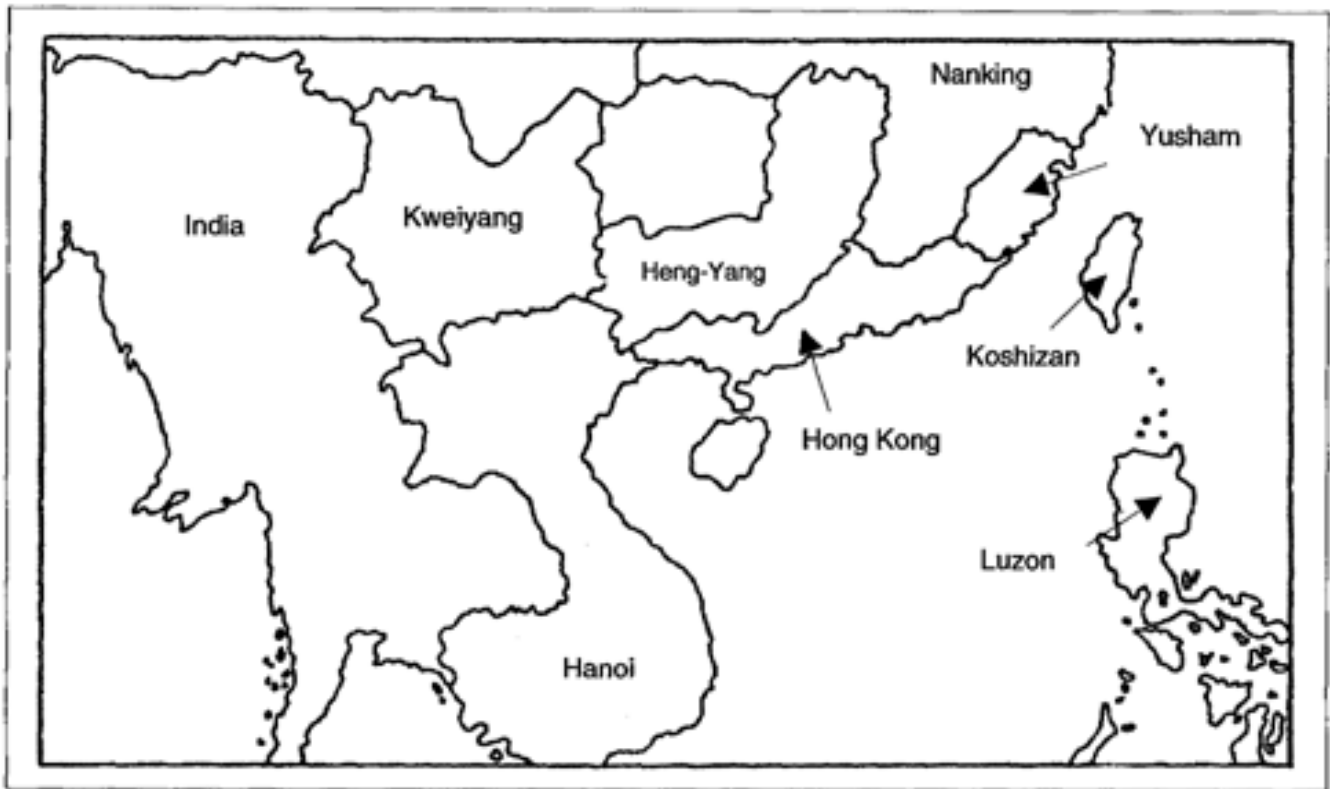 Nanking
Yusham
India
Kweiyang
Heng-Yang
Koshizan
Hong Kong
Luzon
Hanoi